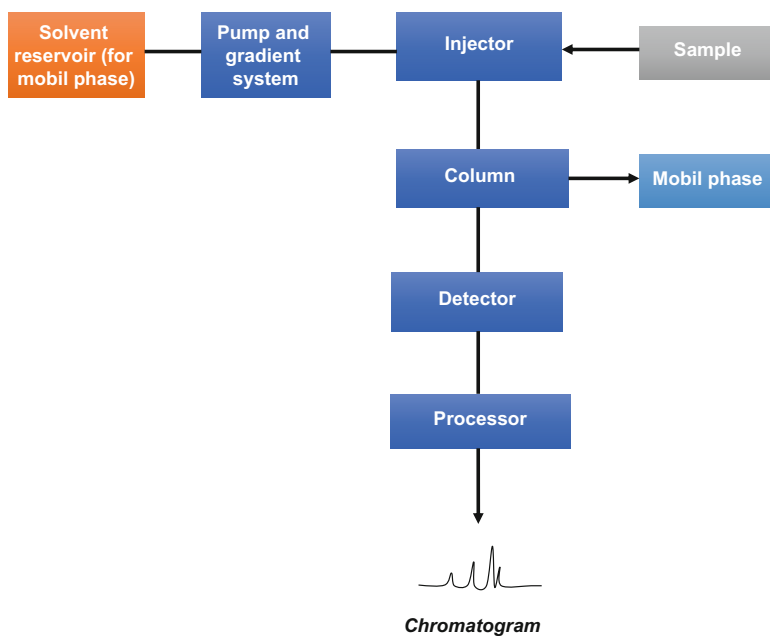 Solvent
reservoir (for
mobil phase)
Pump and
gradient
system
Injector
Sample
Column
Mobil phase
Detector
Processor
Chromatogram